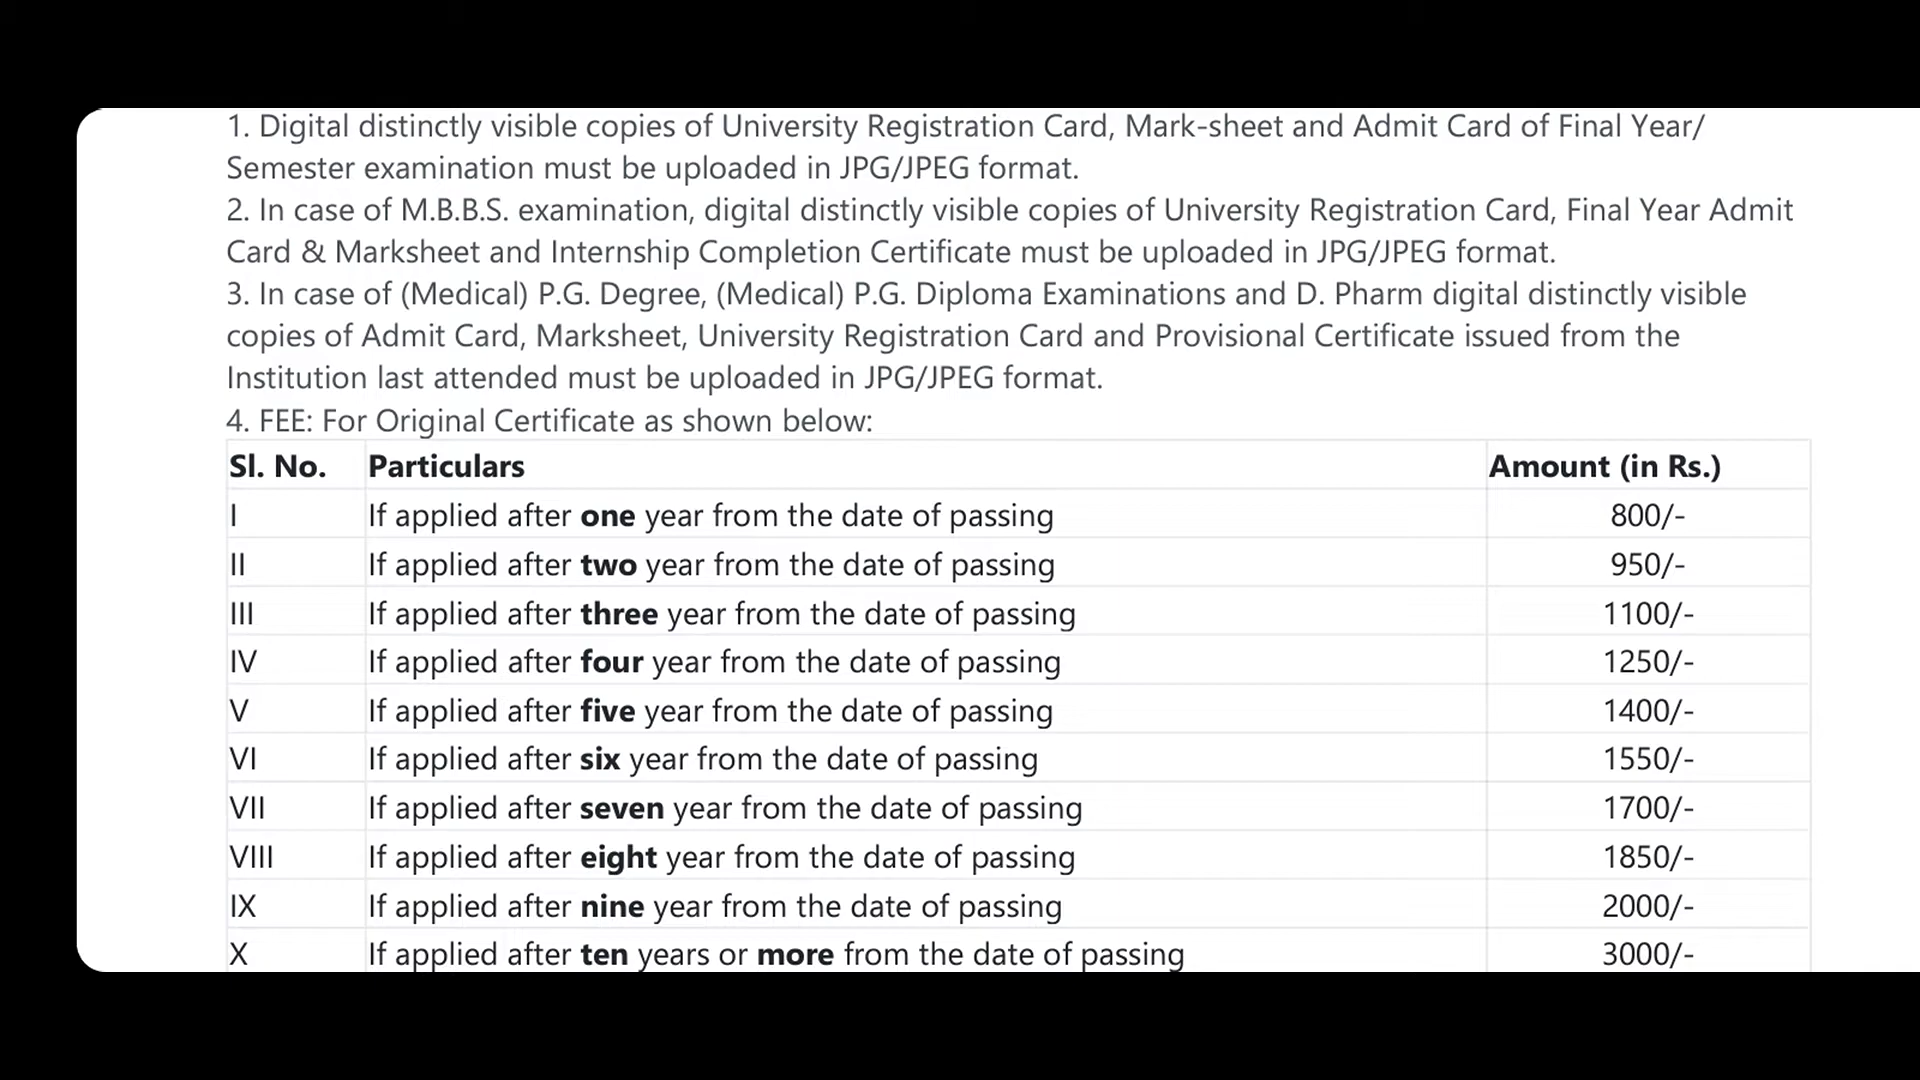 1. Digital distinctly visible copies of University Registration Card, Mark-sheet and Admit Card of Final Year/
Semester examination must be uploaded in JPG/JPEG format.
2. In case of M.B.B.S. examination, digital distinctly visible copies of University Registration Card, Final Year Admit
Card & Marksheet and Internship Completion Certificate must be uploaded in JPG/JPEG format.
3. In case of (Medical) P.G. Degree, (Medical) P.G. Diploma Examinations and D. Pharm digital distinctly visible
copies of Admit Card, Marksheet, University Registration Card and Provisional Certificate issued from the
Institution last attended must be uploaded in JPG/JPEG format.
4. FEE: For Original Certificate as shown below:
Sl. No. Particulars Amount (in Rs.)
I If applied after one year from the date of passing 800/-
II If applied after two year from the date of passing 950/-
III If applied after three year from the date of passing 1100/-
IV If applied after four year from the date of passing 1250/-
V If applied after five year from the date of passing 1400/-
VI If applied after six year from the date of passing 1550/-
VII If applied after seven year from the date of passing 1700/-
VIII If applied after eight year from the date of passing 1850/-
IX If applied after nine year from the date of passing 2000/-
X If applied after ten years or more from the date of passing 3000/-